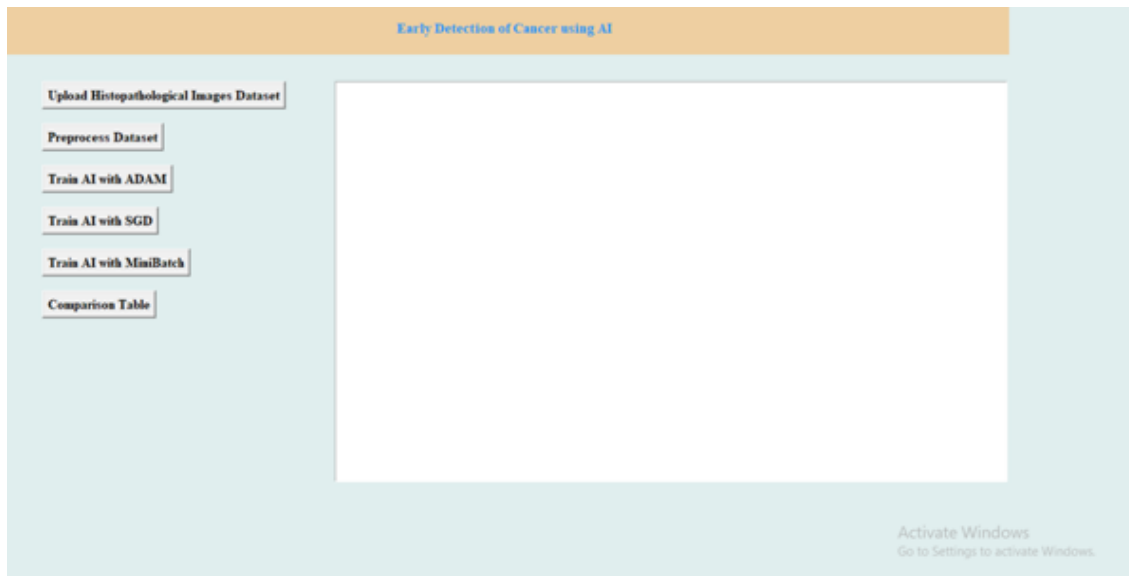 Early Detection of Cancer using AI
Upload Histopathological Images Dataset
Preprocess Dataset
Train AI with ADAM
Train AI with SGD
Train AI with MiniBatch
Comparison Table
Activate Windows
Go to Settings to activate Windows.